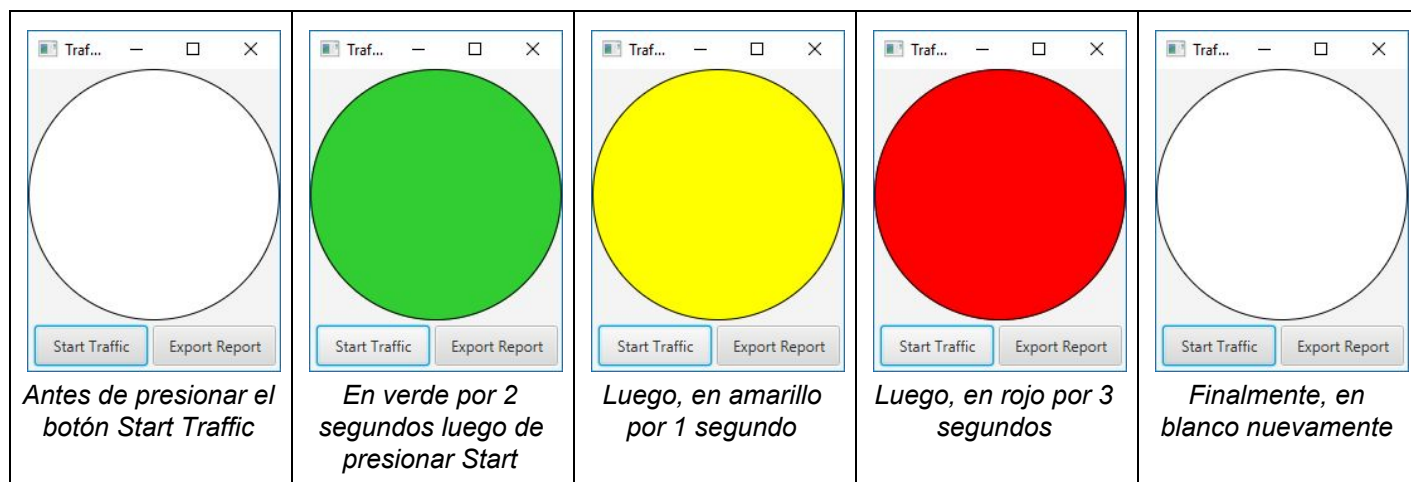 Traf...
Start Traffic
Export Report
Antes de presionar el
botón Start Traffic
Traf...
Start Traffic
Export Report
En verde por 2
segundos luego de
presionar Start
Traf...
Start Traffic
Export Report
Luego, en amarillo
por 1 segundo
Traf...
Start Traffic
Export Report
Luego, en rojo por 3
segundos
Traf...
Start Traffic
Export Report
Finalmente, en
blanco nuevamente